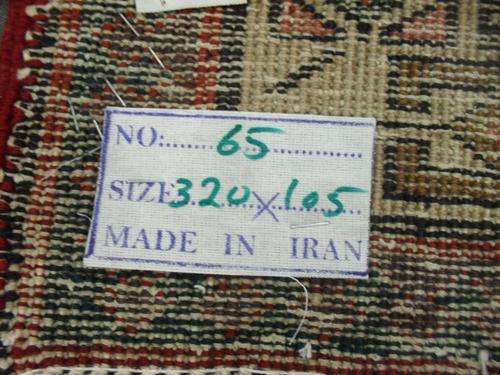 NO:..... 65 ..............
SIZE 320 X 105
MADE IN IRAN